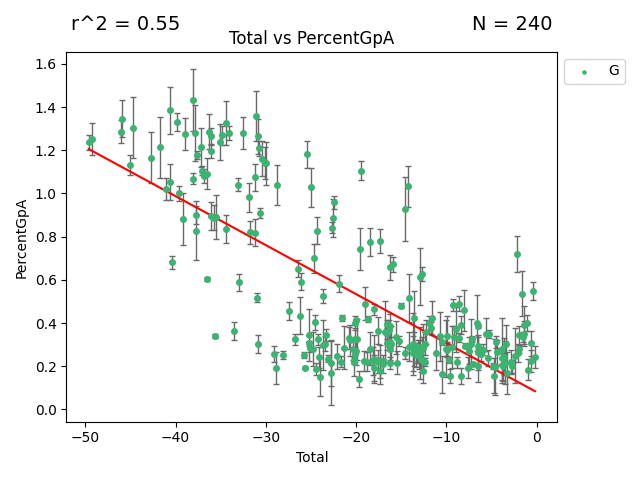 r^2 = 0.55
N = 240
Total vs PercentGpA
G
PercentGpA
1.6
1.4
1.2
1.0
0.8
0.6
0.4
0.2
0.0
−50
−40
−30
−20
−10
0
Total